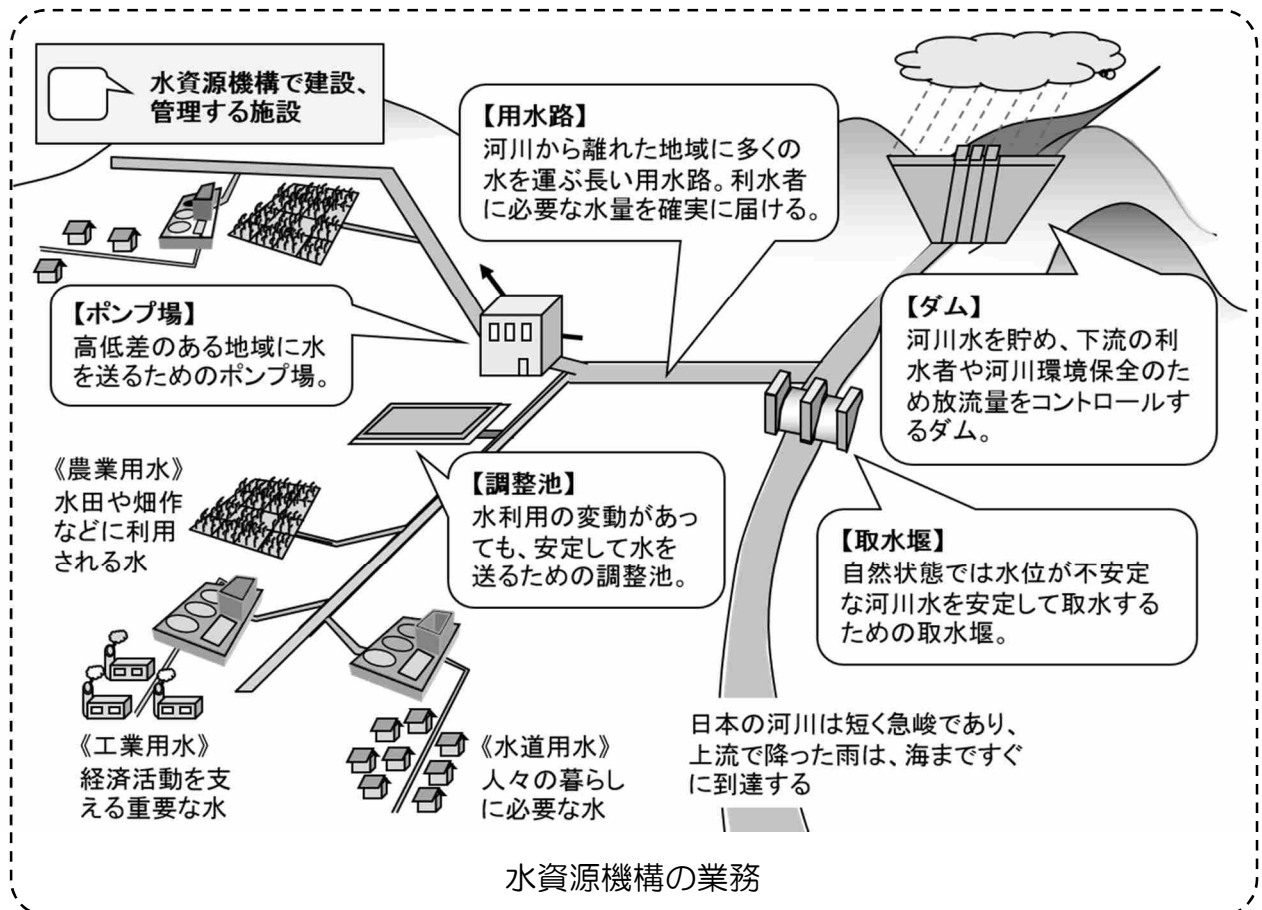 水資源機構で建設、
管理する施設
【用水路】
河川から離れた地域に多くの
水を運ぶ長い用水路。利水者
に必要な水量を確実に届ける。
【ポンプ場】
高低差のある地域に水
を送るためのポンプ場。
【ダム】
河川水を貯め、下流の利
水者や河川環境保全のた
め放流量をコントロールす
るダム。
【調整池】
水利用の変動があっ
ても、安定して水を
送るための調整池。
【取水堰】
自然状態では水位が不安定
な河川水を安定して取水する
ための取水堰。
《農業用水》
水田や畑作
などに利用
される水
《工業用水》
経済活動を支
える重要な水
《水道用水》
人々の暮らし
に必要な水
日本の河川は短く急峻であり、
上流で降った雨は、海まですぐ
に到達する
水資源機構の業務